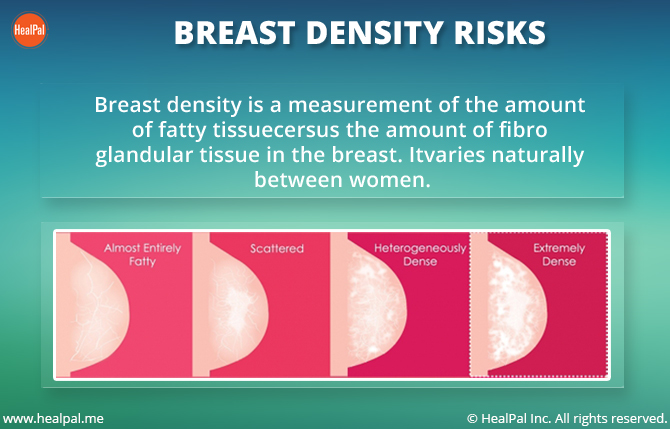 HealPal
BREAST DENSITY RISKS
Breast density is a measurement of the amount
of fatty tissuecersus the amount of fibro
glandular tissue in the breast. Itvaries naturally
between women.
Almost Entirely
Fatty
Scattered
Heterogeneously
Dense
Extremely
Dense
www.healpal.me
© HealPal Inc. All rights reserved.